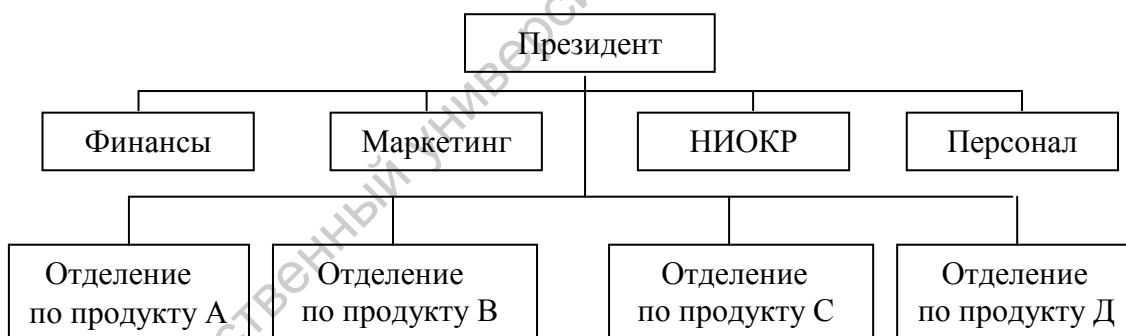 Президент
Финансы
Маркетинг
НИОКР
Персонал
Отделение
по продукту А
Отделение
по продукту В
Отделение
по продукту С
Отделение
по продукту Д